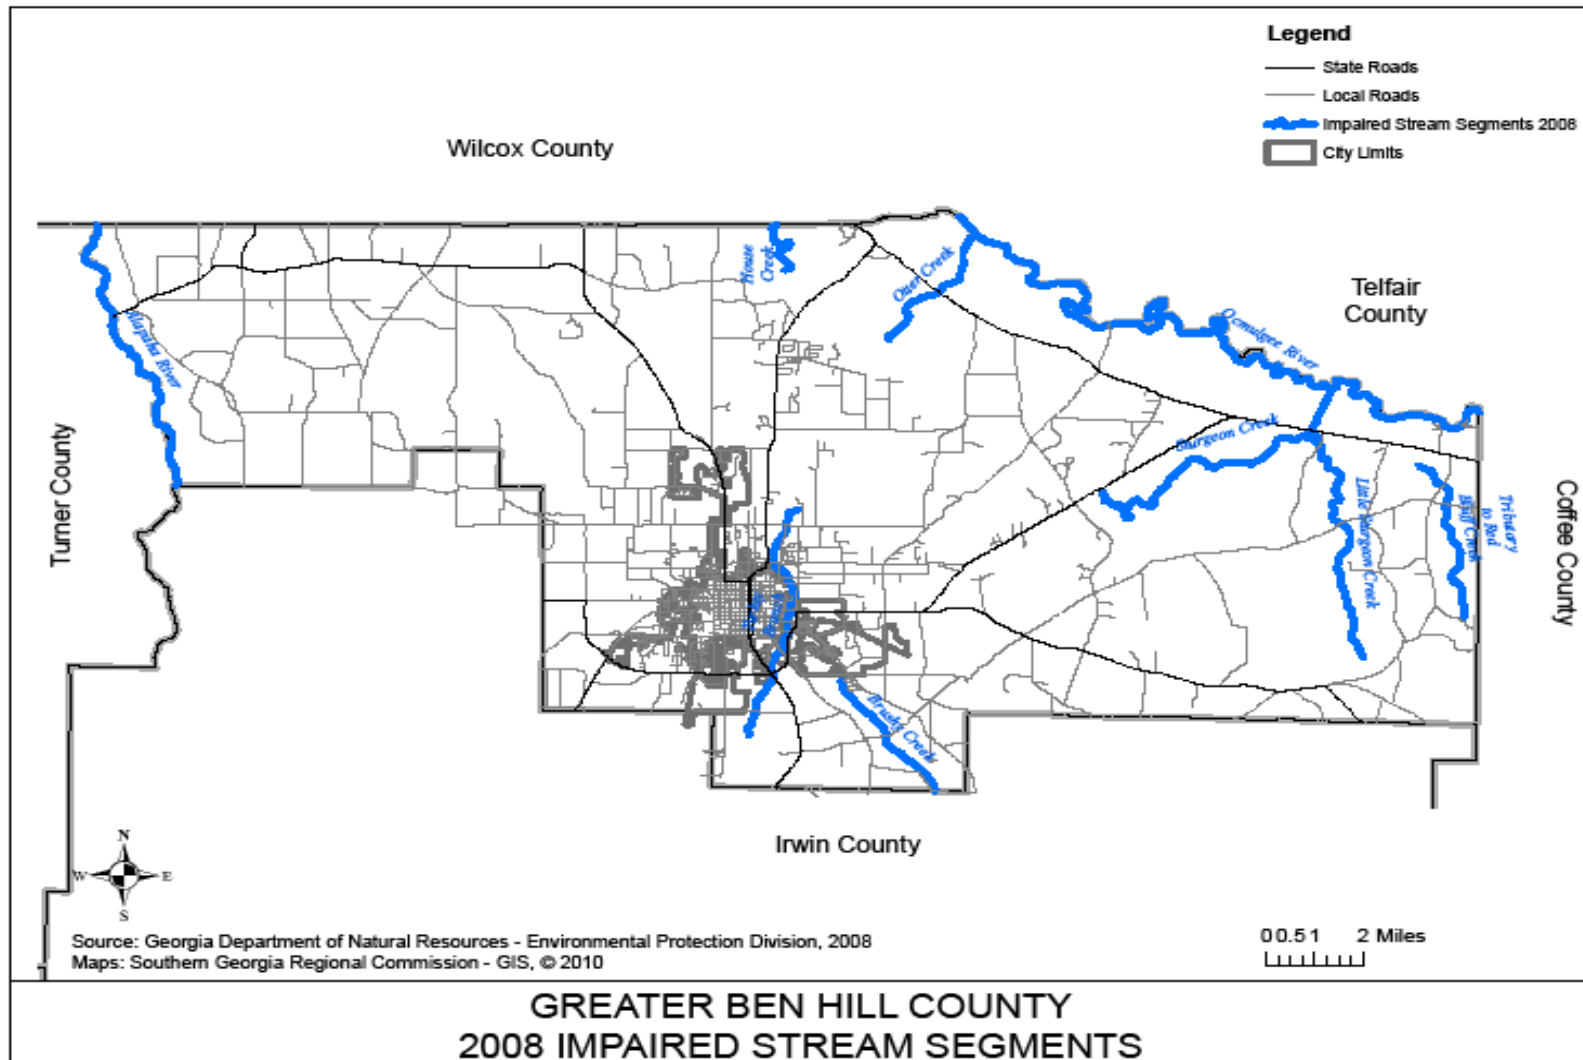 Legend
State Roads
Local Roads
Impaired Stream Segments 2008
City Limits
Wilcox County
House
Creek
Otter Creek
Telfair
County
Ocmulgee River
Alapaha River
Turner County
Sturgeon Creek
Little Sturgeon Creek
Tributary
to Red
Bluff Creek
Coffee County
Branch
Brushy Creek
Irwin County
N
W E
S
Source: Georgia Department of Natural Resources - Environmental Protection Division, 2008
Maps: Southern Georgia Regional Commission - GIS, © 2010
0 0.5 1 2 Miles
GREATER BEN HILL COUNTY
2008 IMPAIRED STREAM SEGMENTS